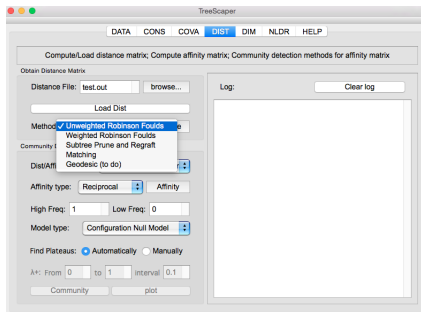 TreeScaper
DATA CONS COVA DIST DIM NLDR HELP
Compute/Load distance matrix; Compute affinity matrix; Community detection methods for affinity matrix
Obtain Distance Matrix
Distance File: test.out browse...
Log: Clear log
Load Dist
Method ✓ Unweighted Robinson Foulds e
Weighted Robinson Foulds
Community
Subtree Prune and Regraft
Matching
Dist/Affi
Geodesic (to do)
Affinity type: Reciprocal Affinity
High Freq: 1 Low Freq: 0
Model type: Configuration Null Model
Find Plateaus: Automatically Manually
λ+: From 0 to 1 interval 0.1
Community plot